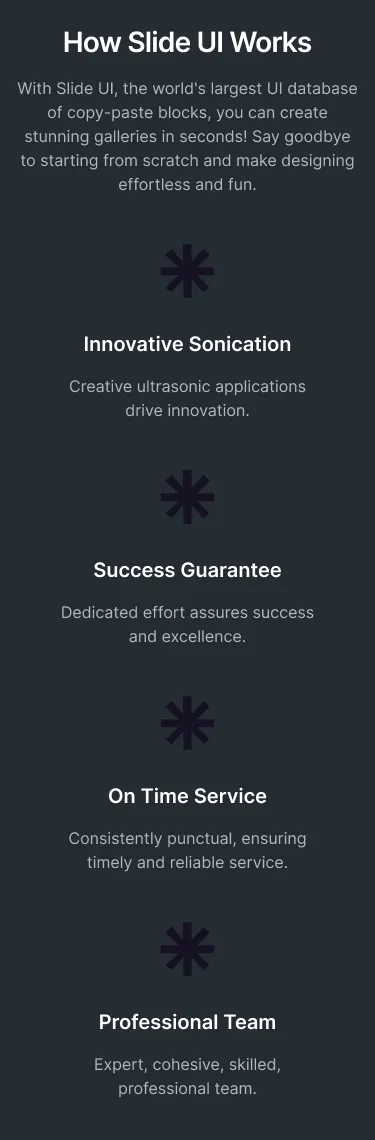 How Slide UI Works
With Slide UI, the world's largest UI database
of copy-paste blocks, you can create
stunning galleries in seconds! Say goodbye
to starting from scratch and make designing
effortless and fun.
Innovative Sonication
Creative ultrasonic applications
drive innovation.
Success Guarantee
Dedicated effort assures success
and excellence.
On Time Service
Consistently punctual, ensuring
timely and reliable service.
Professional Team
Expert, cohesive, skilled,
professional team.